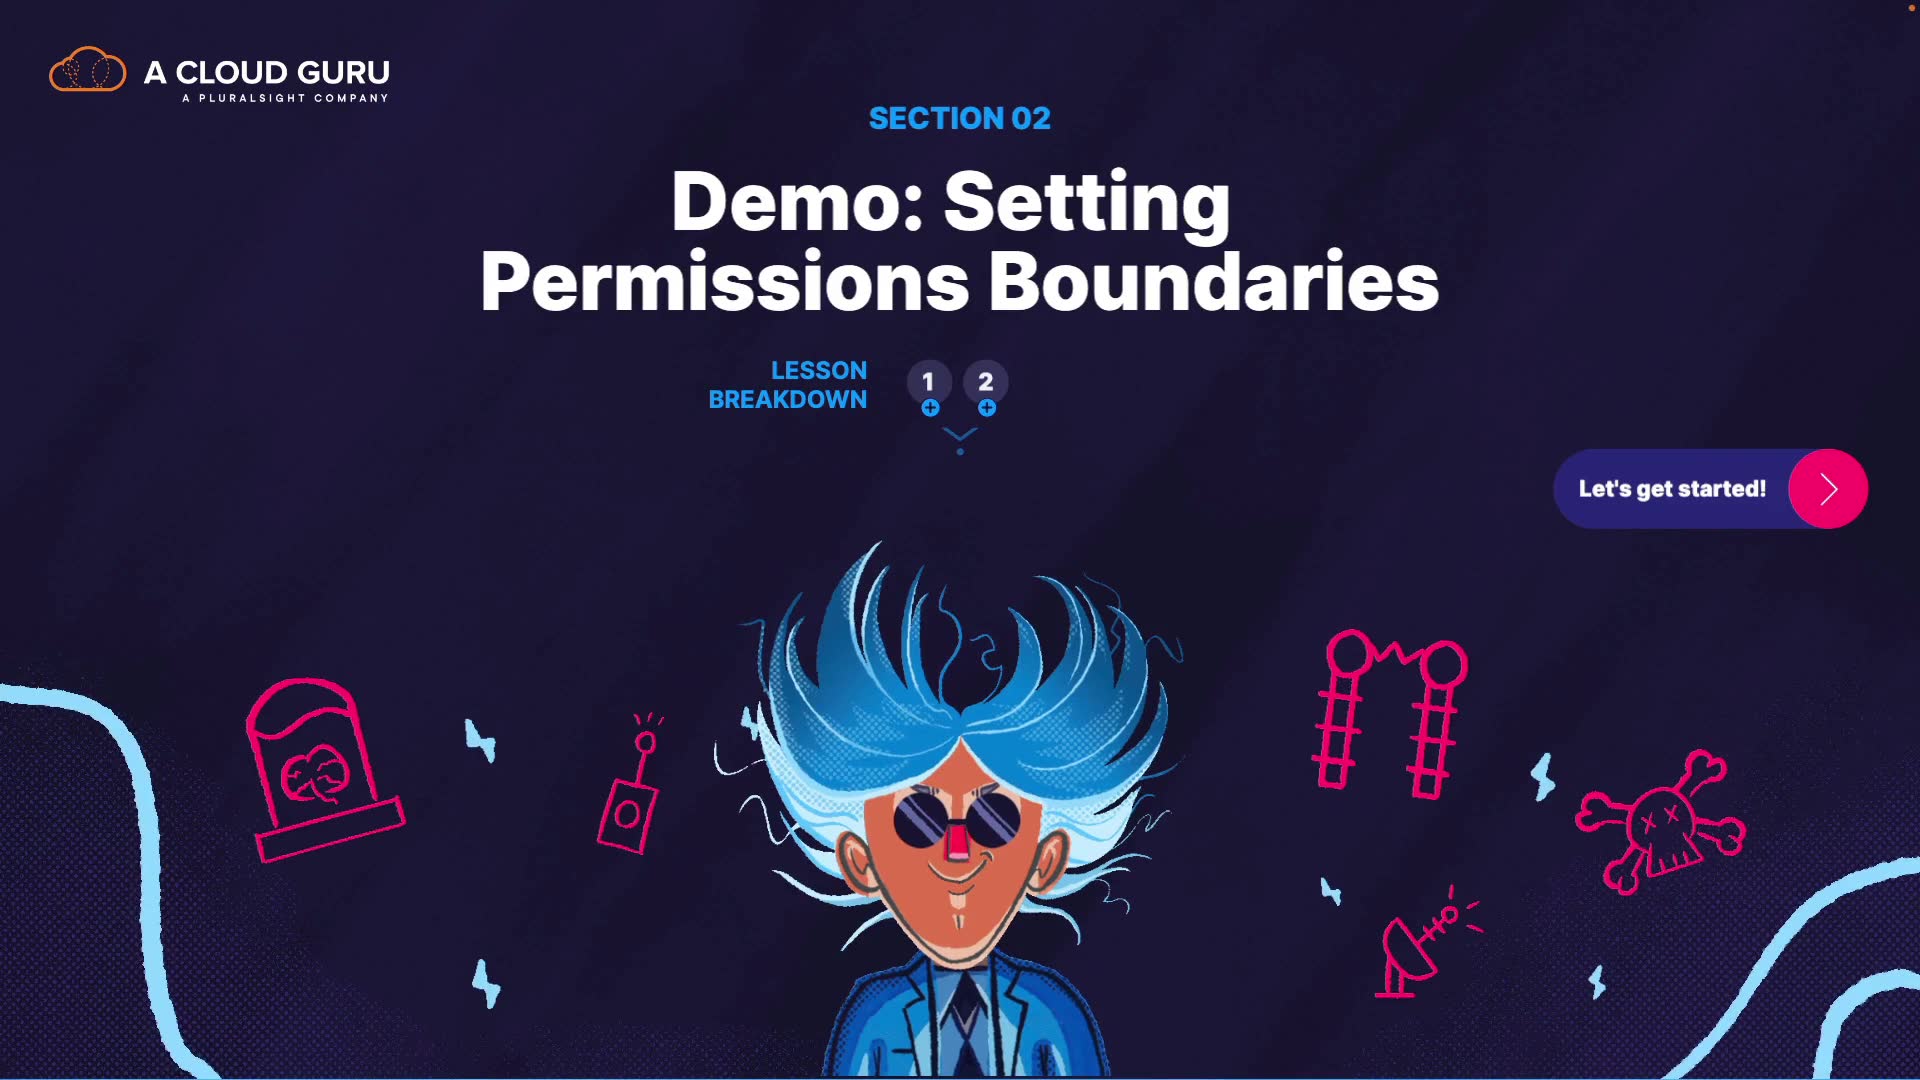 A CLOUD GURU
A PLURALSIGHT COMPANY
SECTION 02
Demo: Setting
Permissions Boundaries
LESSON
BREAKDOWN
1 2
Let's get started!